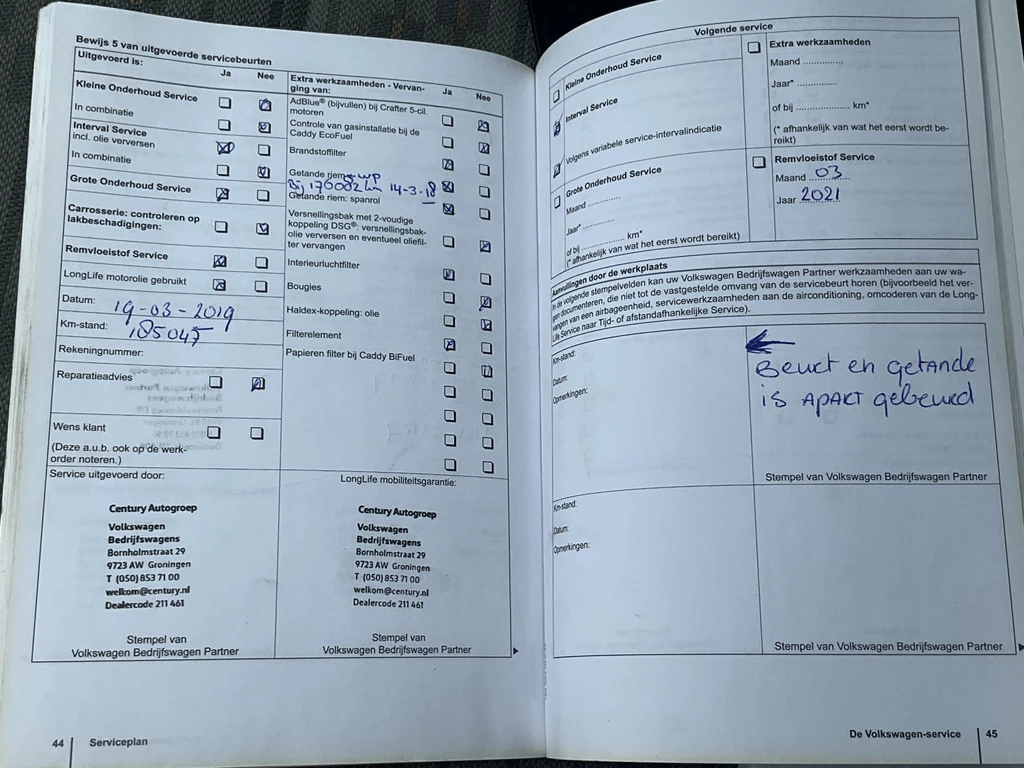 Bewijs 5 van uitgevoerde servicebeurten
Uitgevoerd is:
Ja
Nee
Kleine Onderhoud Service
In combinatie
Interval Service
incl. olie verversen
In combinatie
Grote Onderhoud Service
Carrosserie: controleren op
lakbeschadigingen:
Remvloeistof Service
LongLife motorolie gebruikt
Datum:
19-03-2019
Km-stand:
185045
Rekeningnummer:
Reparatieadvies
Wens klant
(Deze a.u.b. ook op de werk-
order noteren.)
Extra werkzaamheden - Vervan-
ging van:
Ja
Nee
AdBlue® (bijvullen) bij Crafter 5-cil.
motoren
Controle van gasinstallatie bij de
Caddy EcoFuel
Brandstoffilter
Getande riem + WP
Bij 176082 km 14-3-18
Getande riem: spanrol
Versnellingsbak met 2-voudige
koppeling DSG®: versnellingsbak-
olie verversen en eventueel oliefil-
ter vervangen
Interieurluchtfilter
Bougies
Haldex-koppeling: olie
Filterelement
Papieren filter bij Caddy BiFuel
Service uitgevoerd door:
Century Autogroep
Volkswagen
Bedrijfswagens
Bornholmstraat 29
9723 AW Groningen
T (050) 853 71 00
welkom@century.nl
Dealercode 211 461
Stempel van
Volkswagen Bedrijfswagen Partner
LongLife mobiliteitsgarantie:
Century Autogroep
Volkswagen
Bedrijfswagens
Bornholmstraat 29
9723 AW Groningen
T (050) 853 71 00
welkom@century.nl
Dealercode 211 461
Stempel van
Volkswagen Bedrijfswagen Partner
44
Serviceplan
Volgende service
Kleine Onderhoud Service
Interval Service
Volgens variabele service-intervalindicatie
Grote Onderhoud Service
Maand ..............
Jaar* ..............
of bij .............. km*
(* afhankelijk van wat het eerst wordt bereikt)
Extra werkzaamheden
Maand ..............
Jaar* ..............
of bij .................. km*
(* afhankelijk van wat het eerst wordt be-
reikt)
Remvloeistof Service
Maand 03
Jaar 2021
Aanvullingen door de werkplaats
In de volgende stempelvelden kan uw Volkswagen Bedrijfswagen Partner werkzaamheden aan uw wa-
gen documenteren, die niet tot de vastgestelde omvang van de servicebeurt horen (bijvoorbeeld het ver-
vangen van een airbageenheid, servicewerkzaamheden aan de airconditioning, omcoderen van de Long-
Life Service naar Tijd- of afstandafhankelijke Service).
Km-stand:
Datum:
Opmerkingen:
Beurt en getande
is apart gebeurd
Stempel van Volkswagen Bedrijfswagen Partner
Km-stand:
Datum:
Opmerkingen:
Stempel van Volkswagen Bedrijfswagen Partner
De Volkswagen-service
45